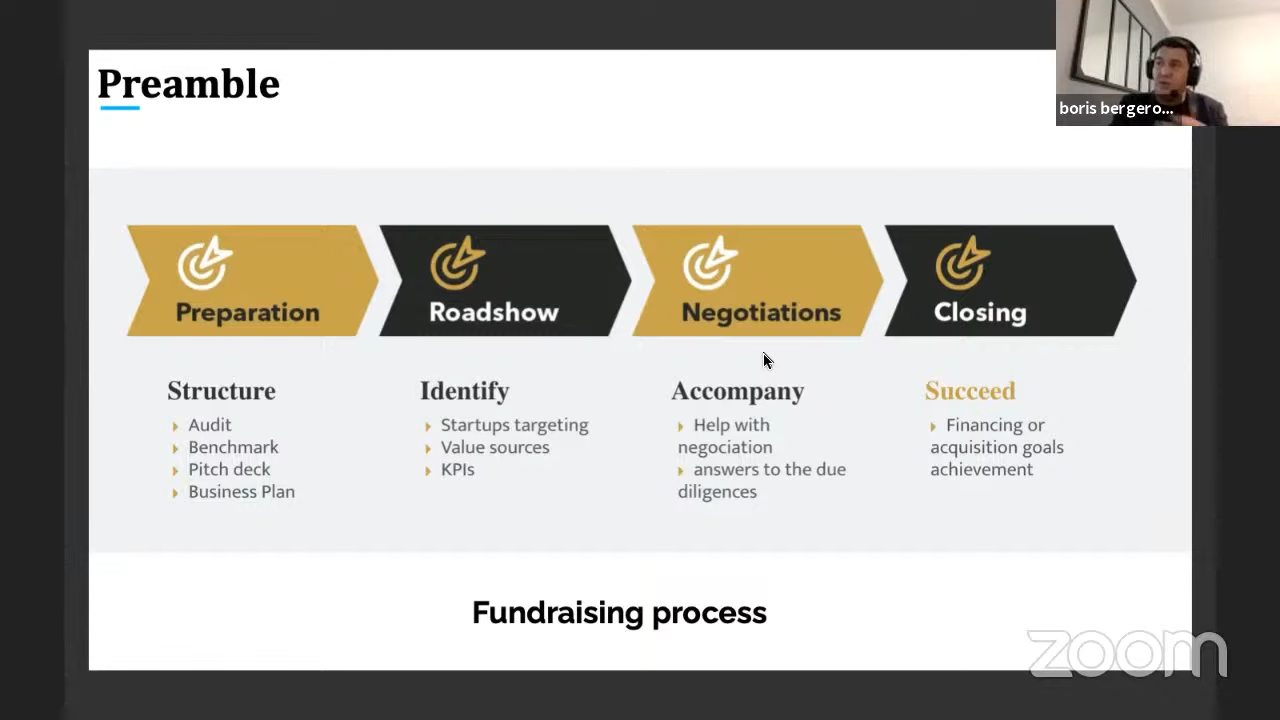 Preamble
boris bergero...
Preparation
Roadshow
Negotiations
Closing
Structure
Audit
Benchmark
Pitch deck
Business Plan
Identify
Startups targeting
Value sources
KPIs
Accompany
Help with
negociation
answers to the due
diligences
Succeed
Financing or
acquisition goals
achievement
Fundraising process
zoom